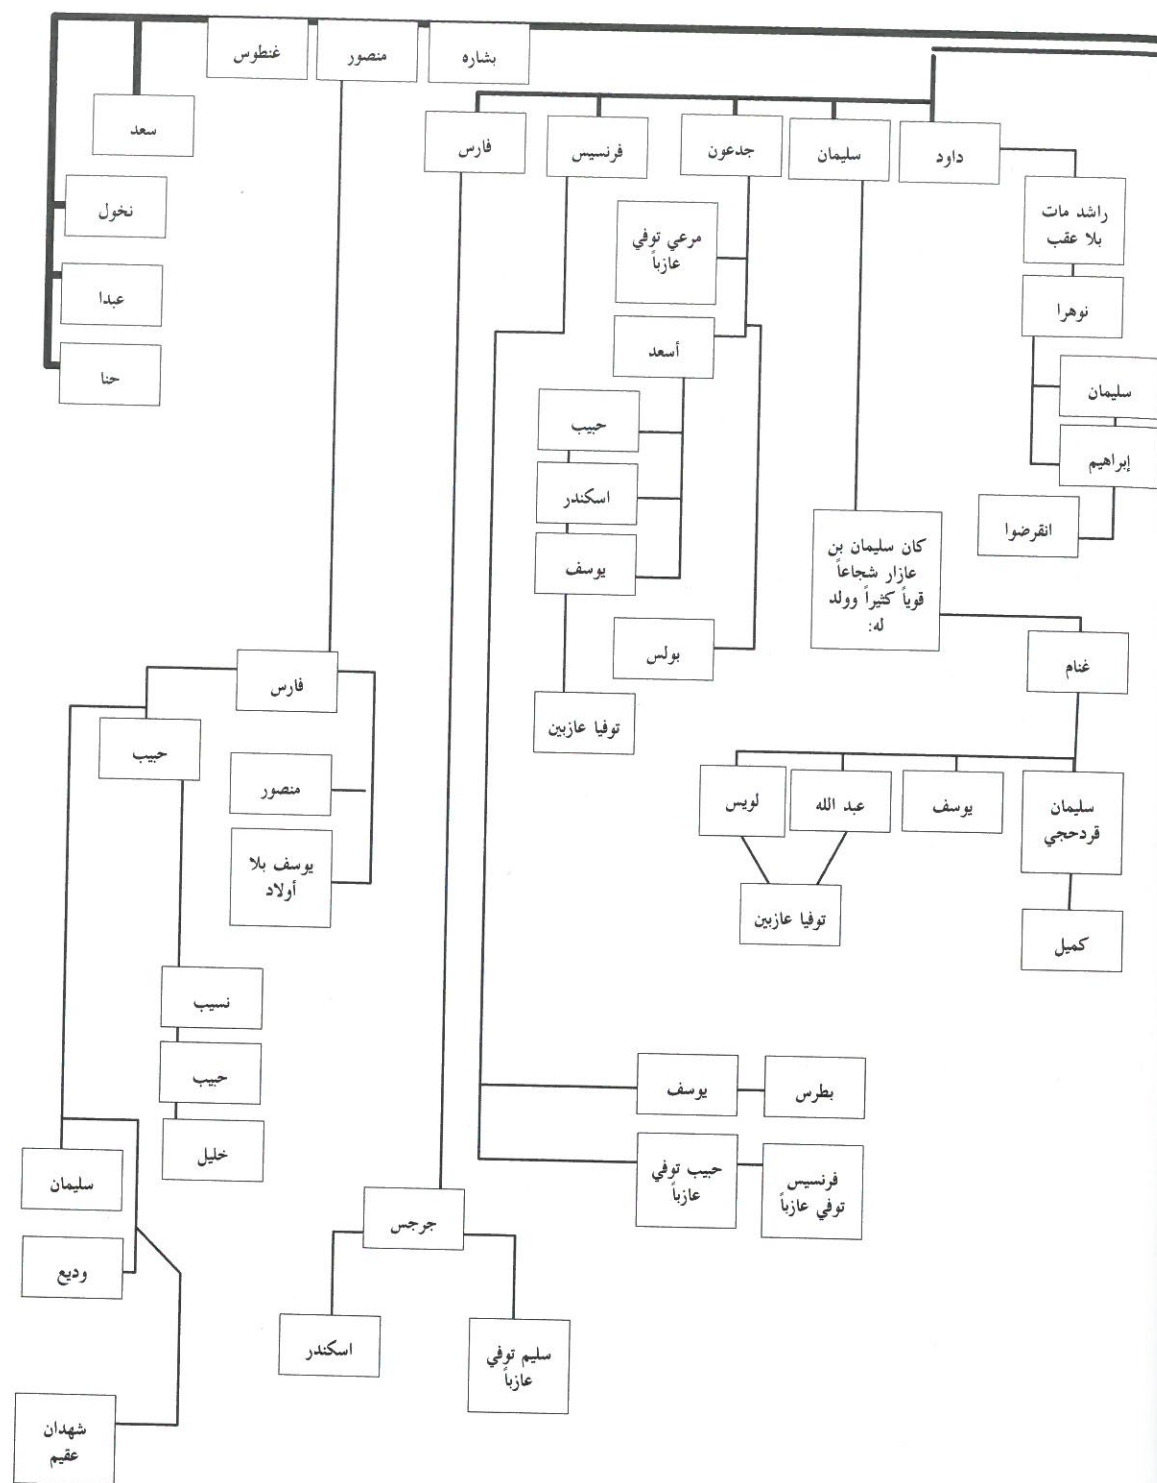 بشاره
منصور
غنطوس
سعد
نخول
عبدا
حنا
داود
سليمان
جدعون
فرنسيس
فارس
راشد مات
بلا عقب
نوهرا
سليمان
إبراهيم
انقرضوا
مرعي توفي
عازباً
أسعد
حبيب
اسكندر
يوسف
توفيا عازبين
بولس
كان سليمان بن
عازار شجاعاً
قوياً كثيراً وولد
له:
غنام
سليمان
قردحجي
يوسف
عبد الله
لويس
توفيا عازبين
كميل
فارس
حبيب
منصور
يوسف بلا
أولاد
نسيب
حبيب
خليل
يوسف
بطرس
حبيب توفي
عازباً
فرنسيس
توفي عازباً
جرجس
سليم توفي
عازباً
اسكندر
سليمان
وديع
شهدان
عقيم